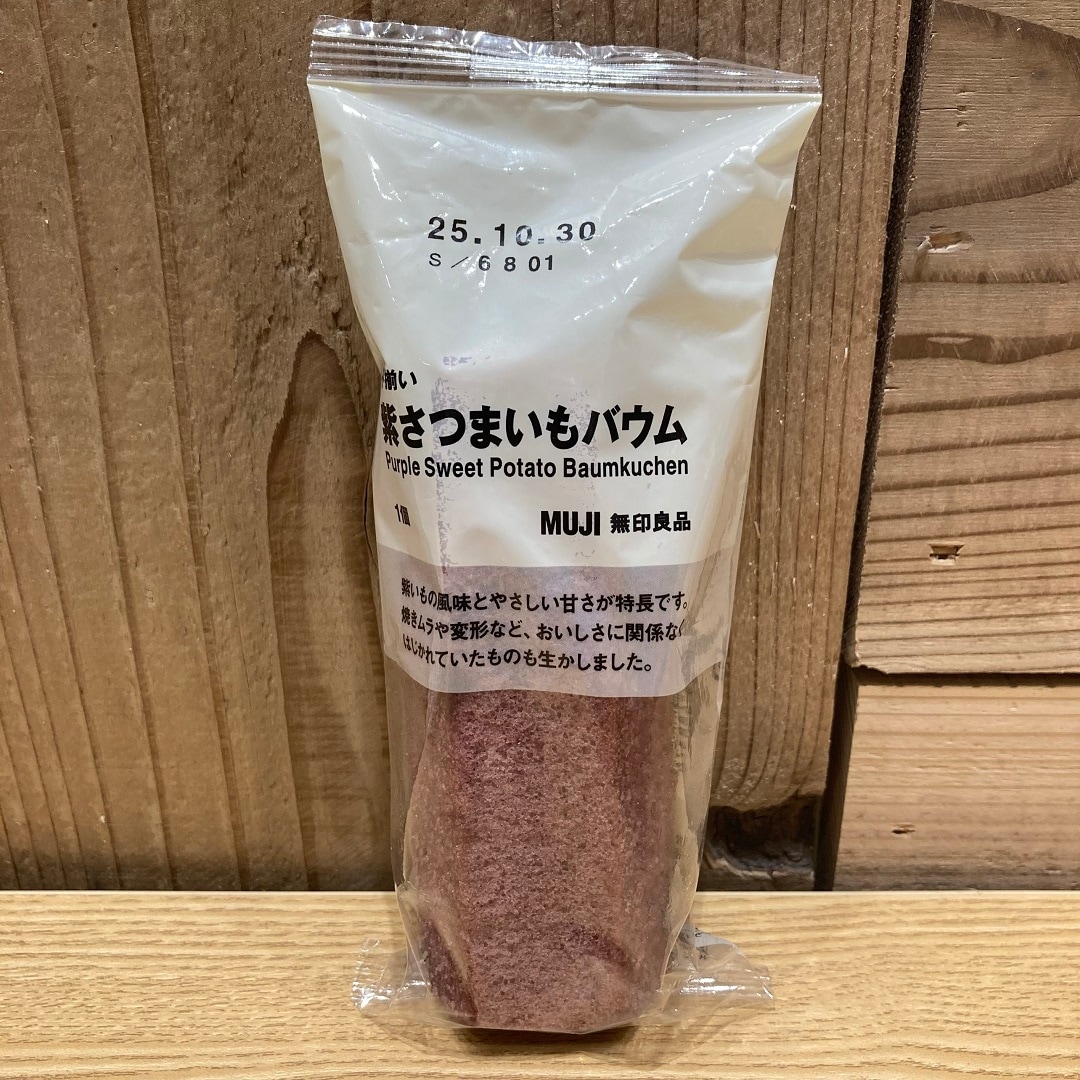 25.10.30
S/6801
揃い
紫さつまいもバウム
Purple Sweet Potato Baumkuchen
1個
MUJI 無印良品
紫いもの風味とやさしい甘さが特長です。
焼きムラや変形など、おいしさに関係なく
はじかれていたものも生かしました。